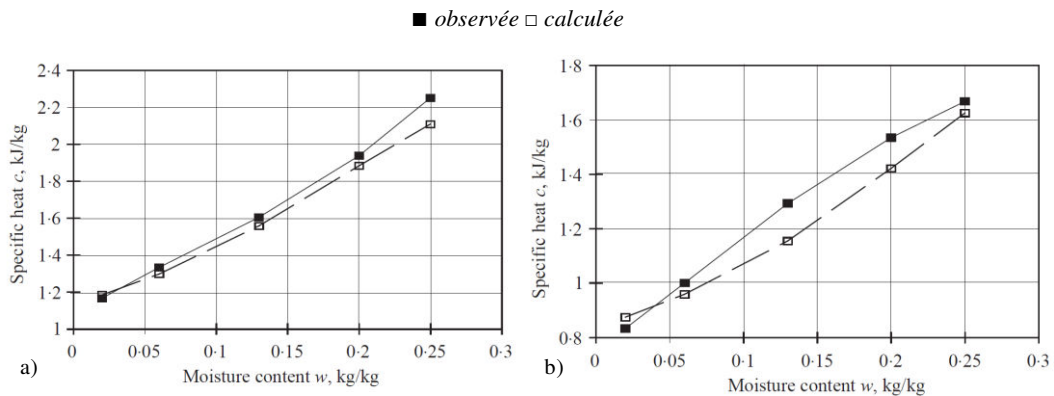 ■ observée □ calculée
2·4
2·2
2
1·8
1·6
1·4
1·2
1
Specific heat c, kJ/kg
0 0·05 0·1 0·15 0·2 0·25 0·3
a)
Moisture content w, kg/kg
1·8
1·6
1·4
1·2
1
0·8
Specific heat c, kJ/kg
0 0·05 0·1 0·15 0·2 0·25 0·3
b)
Moisture content w, kg/kg